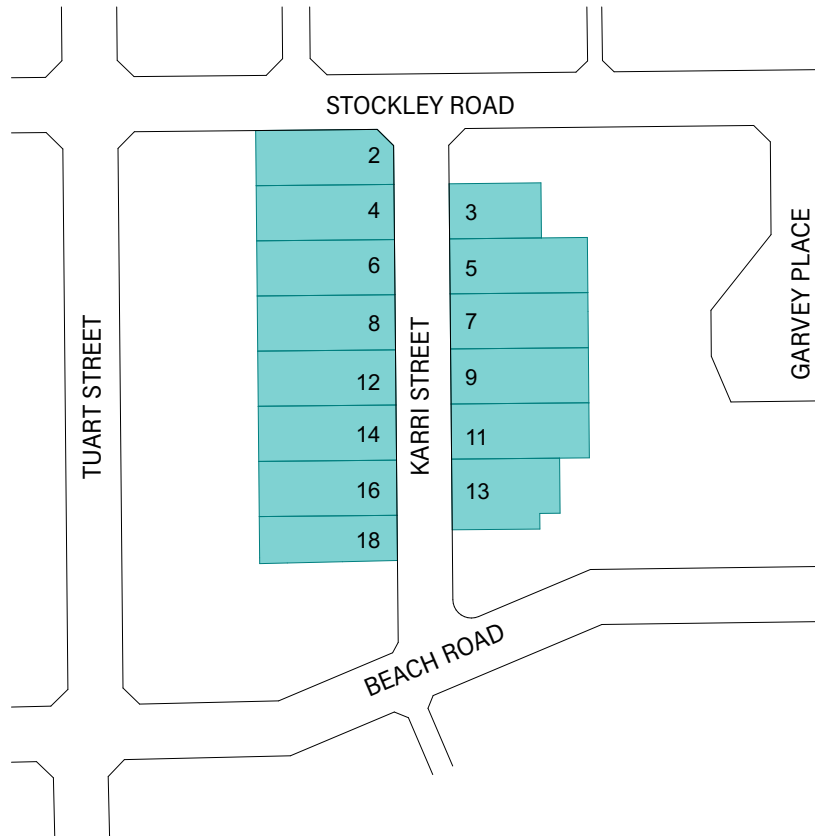 STOCKLEY ROAD
2
4
3
6
5
8
7
12
9
14
11
16
13
18
TUART STREET
KARRI STREET
GARVEY PLACE
BEACH ROAD